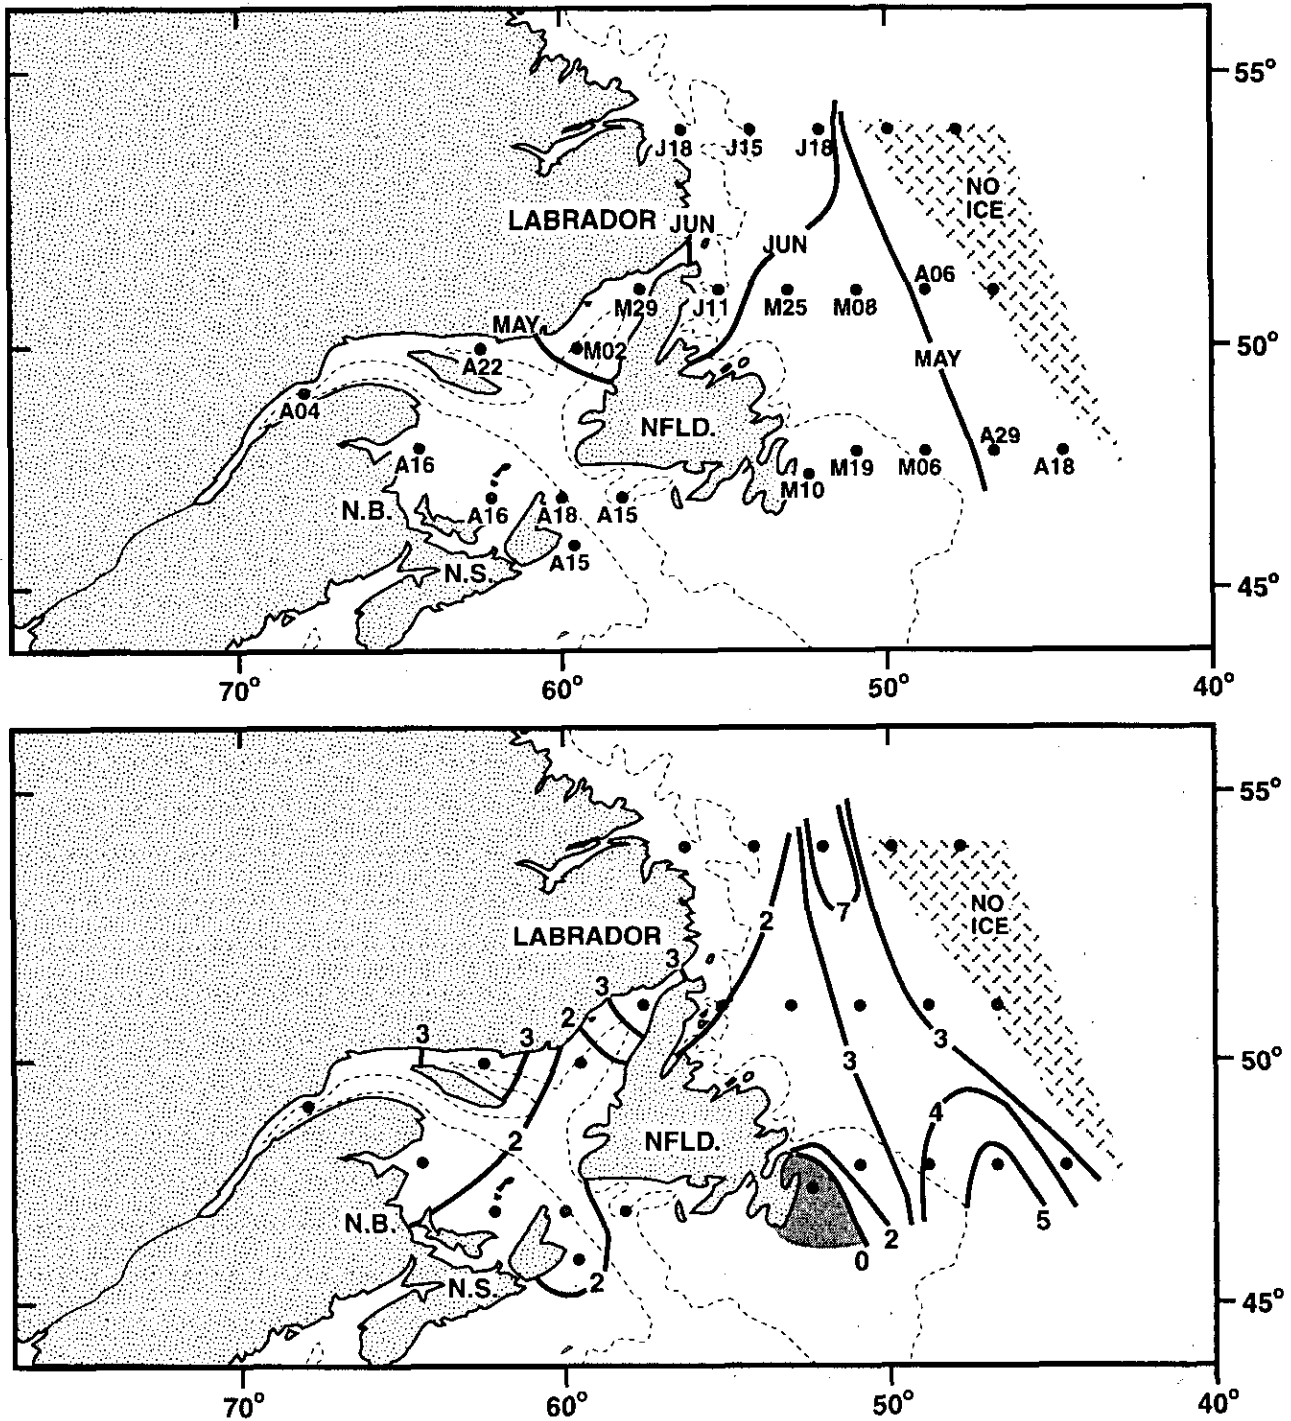 55°
J18 J15 J18
NO
ICE
LABRADOR JUN
JUN
A06
M29 J11 M25 M08
MAY
M02
A22
MAY
50°
A04
NFLD.
A29
A16
M19 M06 A18
M10
N.B.
A16 A18 A15
A15
N.S.
45°
70° 60° 50° 40°
55°
7
2
NO
ICE
LABRADOR
3
3
2
3 3
3
3
50°
4
2
NFLD.
N.B.
5
2
0
2
N.S.
45°
70° 60° 50° 40°